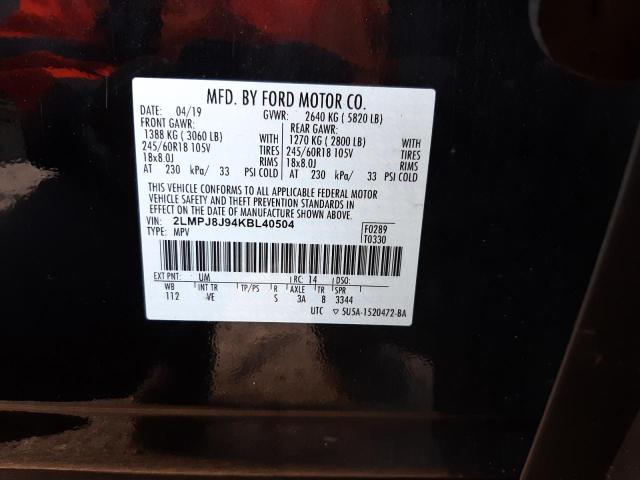 MFD. BY FORD MOTOR CO.
DATE: 04/19 GVWR: 2640 KG ( 5820 LB)
FRONT GAWR: REAR GAWR:
1388 KG ( 3060 LB) WITH 1270 KG ( 2800 LB) WITH
245/60R18 105V TIRES 245/60R18 105V TIRES
18x8.0J RIMS 18x8.0J RIMS
AT 230 kPa/ 33 PSI COLD AT 230 kPa/ 33 PSI COLD
THIS VEHICLE CONFORMS TO ALL APPLICABLE FEDERAL MOTOR
VEHICLE SAFETY AND THEFT PREVENTION STANDARDS IN
EFFECT ON THE DATE OF MANUFACTURE SHOWN ABOVE.
VIN: 2LMPJ8J94KBL40504 F0289
TYPE: MPV T0330
EXT PNT: UM RC: 14 DSO:
WB INT TR TP/PS R AXLE TR SPR
112 VE S 3A 8 3344
UTC ▽5U5A-1520472-BA